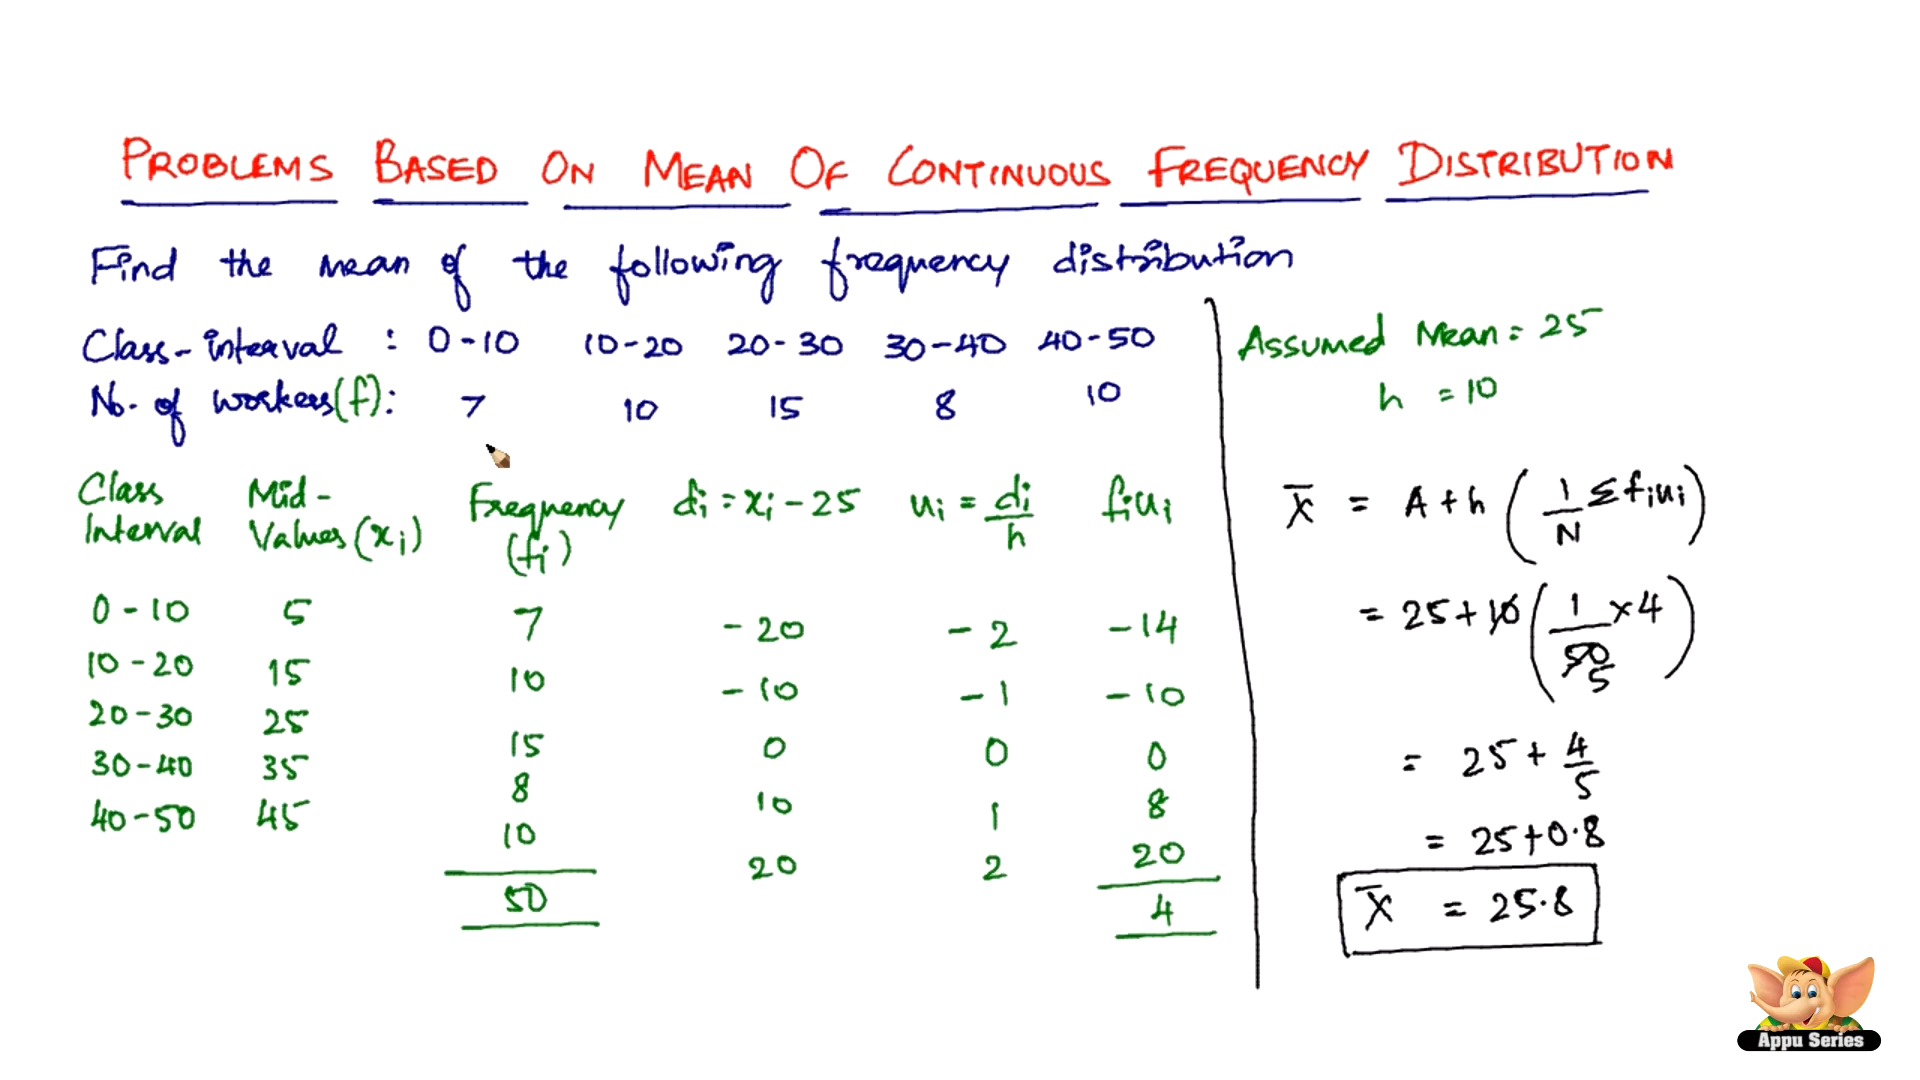 PROBLEMS BASED ON MEAN OF CONTINUOUS FREQUENCY DISTRIBUTION
Find the mean of the following frequency distribution
Class-interval : 0-10 10-20 20-30 30-40 40-50
No. of workers(f): 7 10 15 8 10
Class Interval Mid-Values(xi) Frequency (fi) di = xi - 25 ui = di/h fiui
0-10 5 7 -20 -2 -14
10-20 15 10 -10 -1 -10
20-30 25 15 0 0 0
30-40 35 8 10 1 8
40-50 45 10 20 2 20
50 4
Assumed Mean = 25
h = 10
X̄ = A + h (1/N Σfiui)
= 25 + 10 (1/50 × 4)
5
= 25 + 4/5
= 25 + 0.8
X̄ = 25.8
Appu Series